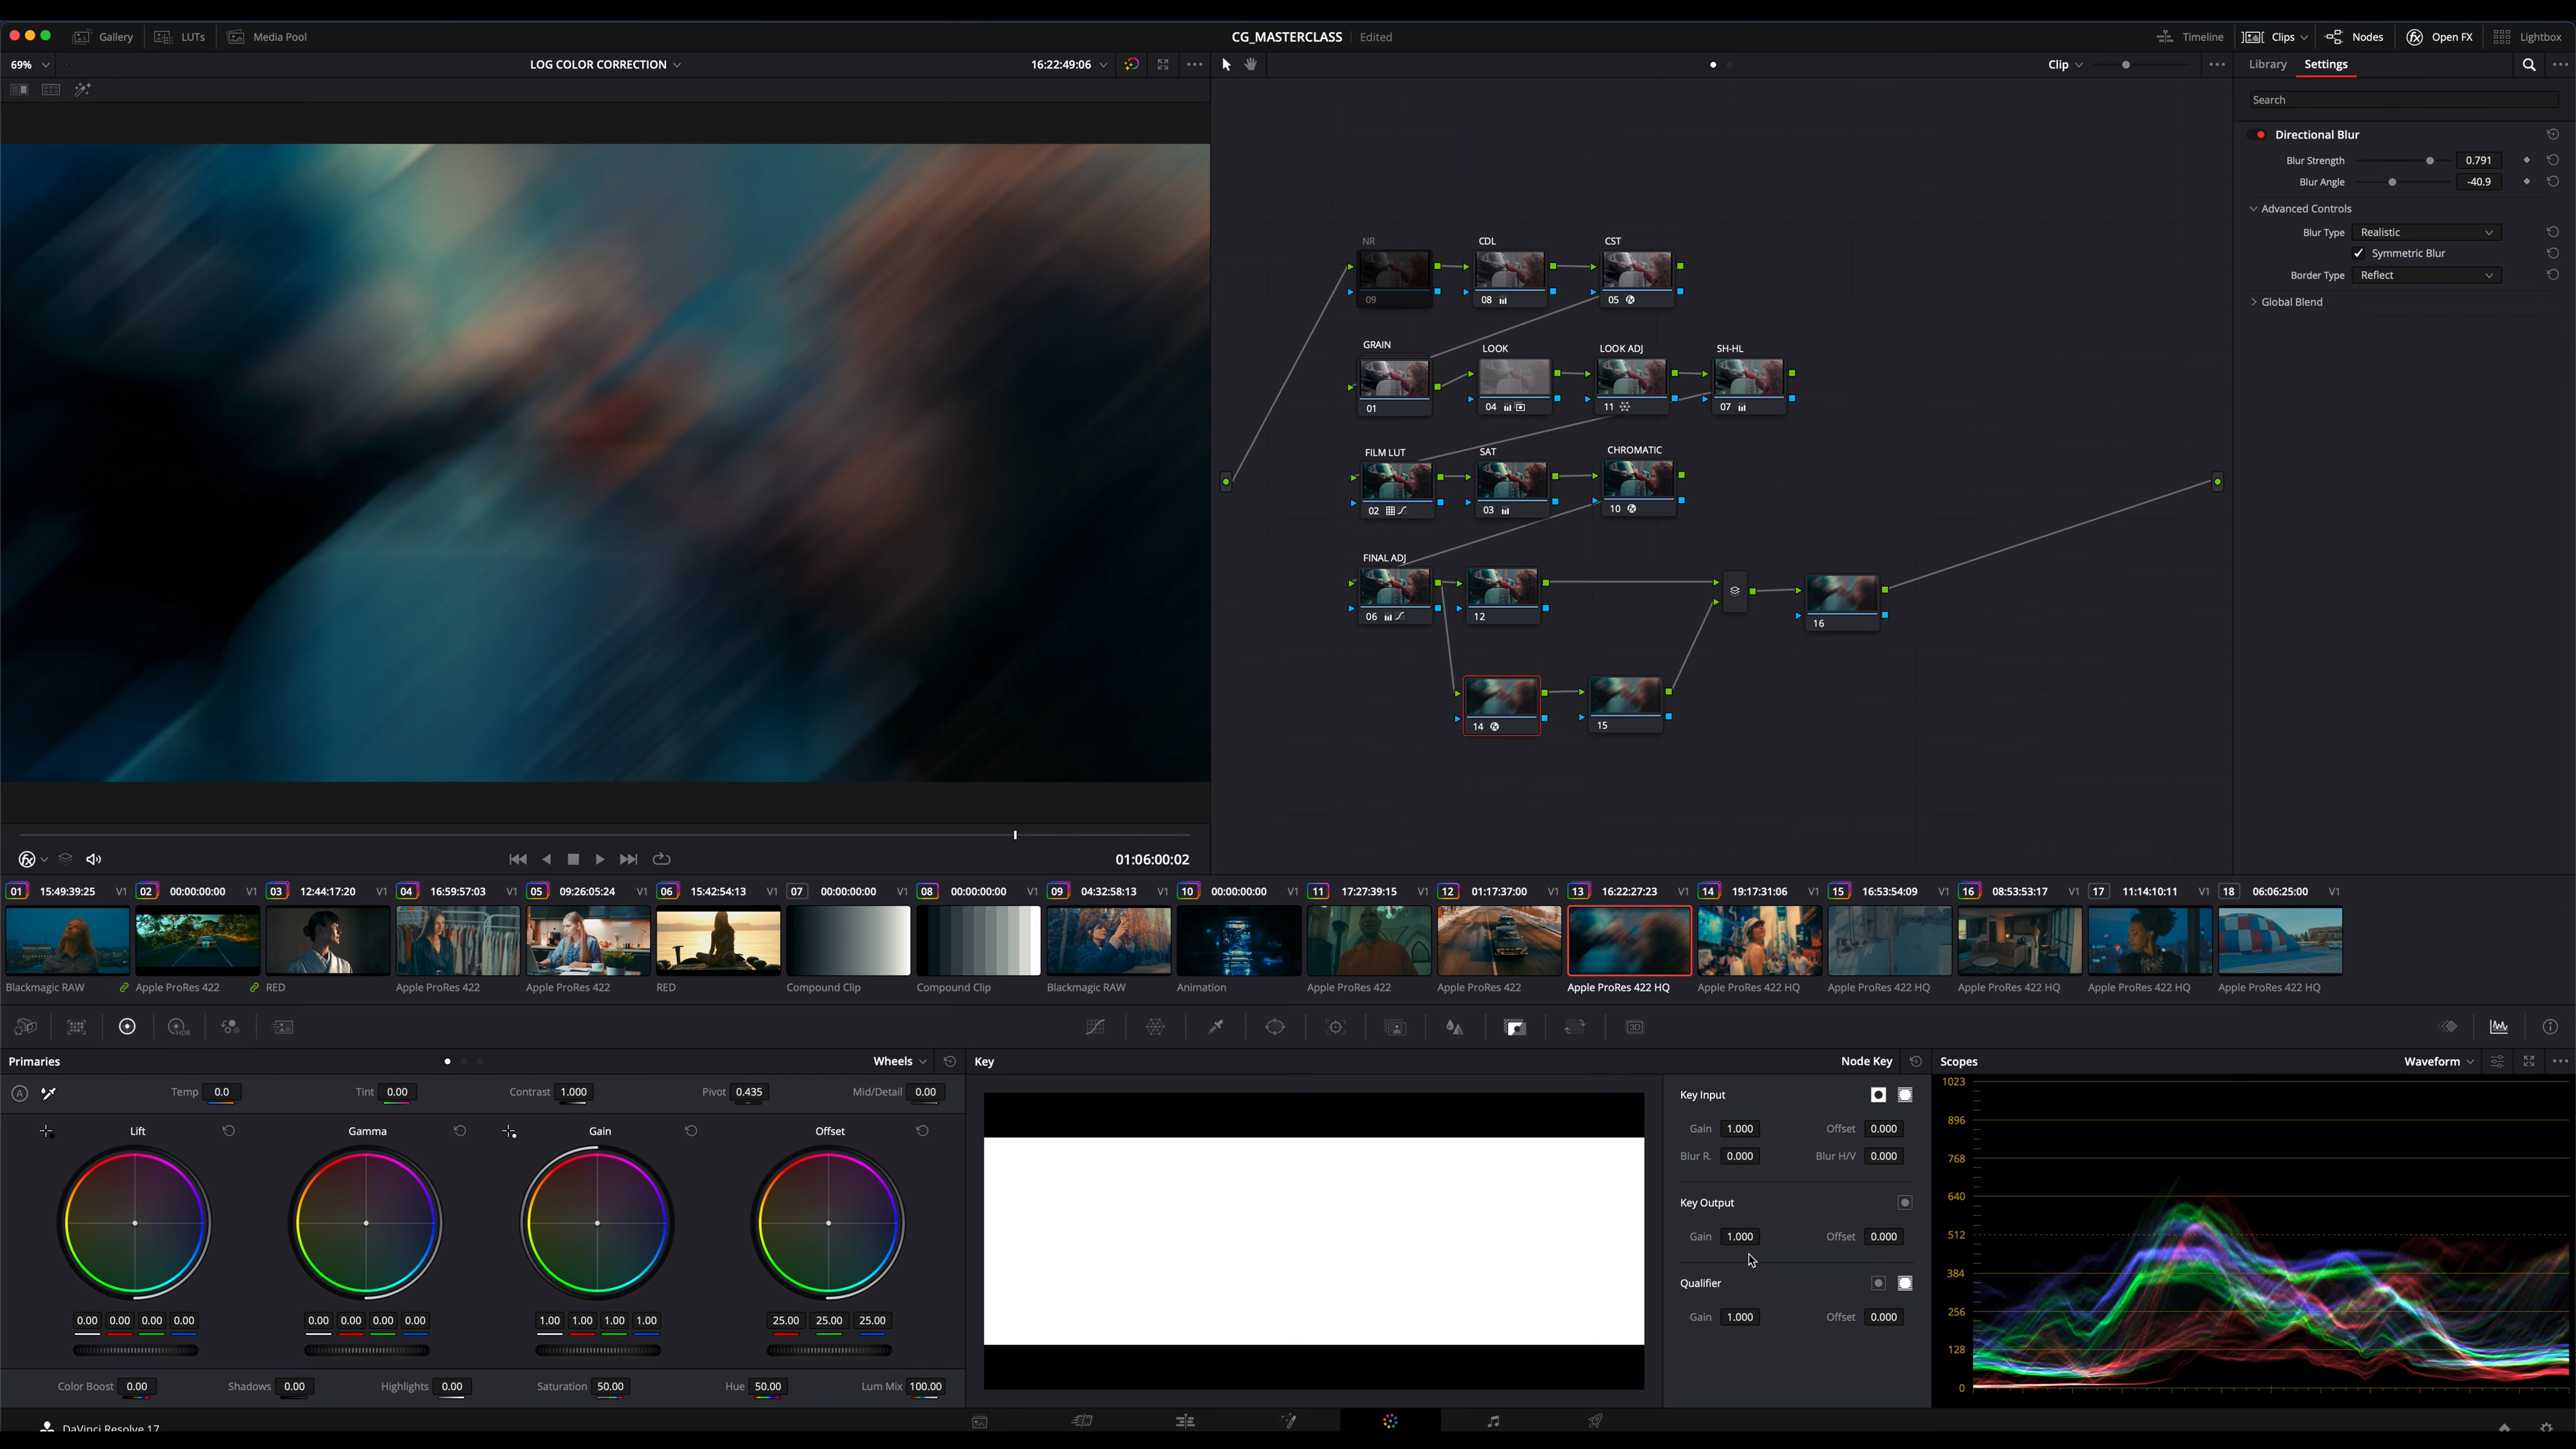 Gallery LUTs Media Pool CG_MASTERCLASS Edited Timeline Clips Nodes Open FX Lightbox
69% LOG COLOR CORRECTION 16:22:49:06 Clip Library Settings
Search
Directional Blur
Blur Strength 0.791
Blur Angle -40.9
Advanced Controls
Blur Type Realistic
Symmetric Blur
Border Type Reflect
Global Blend
NR CDL CST
09 08 05
GRAIN LOOK LOOK ADJ SH-HL
01 04 11 07
FILM LUT SAT CHROMATIC
02 03 10
FINAL ADJ
06 12 16
14 15
01:06:00:02
01 15:49:39:25 V1 02 00:00:00:00 V1 03 12:44:17:20 V1 04 16:59:57:03 V1 05 09:26:05:24 V1 06 15:42:54:13 V1 07 00:00:00:00 V1 08 00:00:00:00 V1 09 04:32:58:13 V1 10 00:00:00:00 V1 11 17:27:39:15 V1 12 01:17:37:00 V1 13 16:22:27:23 V1 14 19:17:31:06 V1 15 16:53:54:09 V1 16 08:53:53:17 V1 17 11:14:10:11 V1 18 06:06:25:00 V1
Blackmagic RAW Apple ProRes 422 RED Apple ProRes 422 Apple ProRes 422 RED Compound Clip Compound Clip Blackmagic RAW Animation Apple ProRes 422 Apple ProRes 422 Apple ProRes 422 HQ Apple ProRes 422 HQ Apple ProRes 422 HQ Apple ProRes 422 HQ Apple ProRes 422 HQ Apple ProRes 422 HQ
HDR 3D
Primaries Wheels Key Node Key Scopes Waveform
A Temp 0.0 Tint 0.00 Contrast 1.000 Pivot 0.435 Mid/Detail 0.00
Lift Gamma Gain Offset
0.00 0.00 0.00 0.00 0.00 0.00 0.00 0.00 1.00 1.00 1.00 1.00 25.00 25.00 25.00
Color Boost 0.00 Shadows 0.00 Highlights 0.00 Saturation 50.00 Hue 50.00 Lum Mix 100.00
Key Input
Gain 1.000 Offset 0.000
Blur R. 0.000 Blur H/V 0.000
Key Output
Gain 1.000 Offset 0.000
Qualifier
Gain 1.000 Offset 0.000
1023
896
768
640
512
384
256
128
0
DaVinci Resolve 17